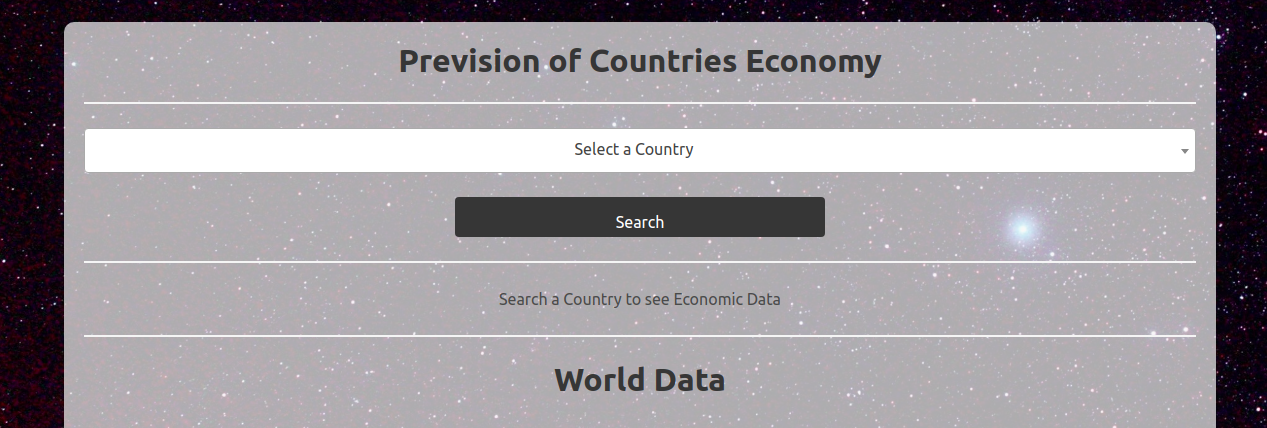 Prevision of Countries Economy
Select a Country
Search
Search a Country to see Economic Data
World Data